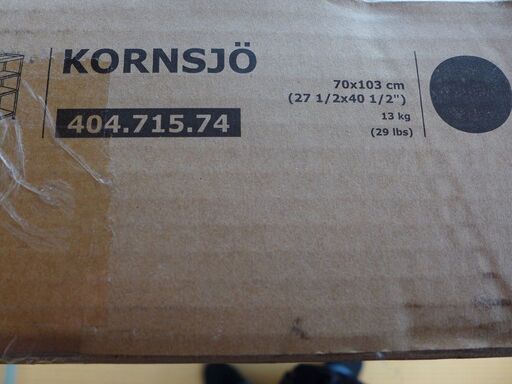 KORNSJÖ
404.715.74
70x103 cm
(27 1/2x40 1/2")
13 kg
(29 lbs)